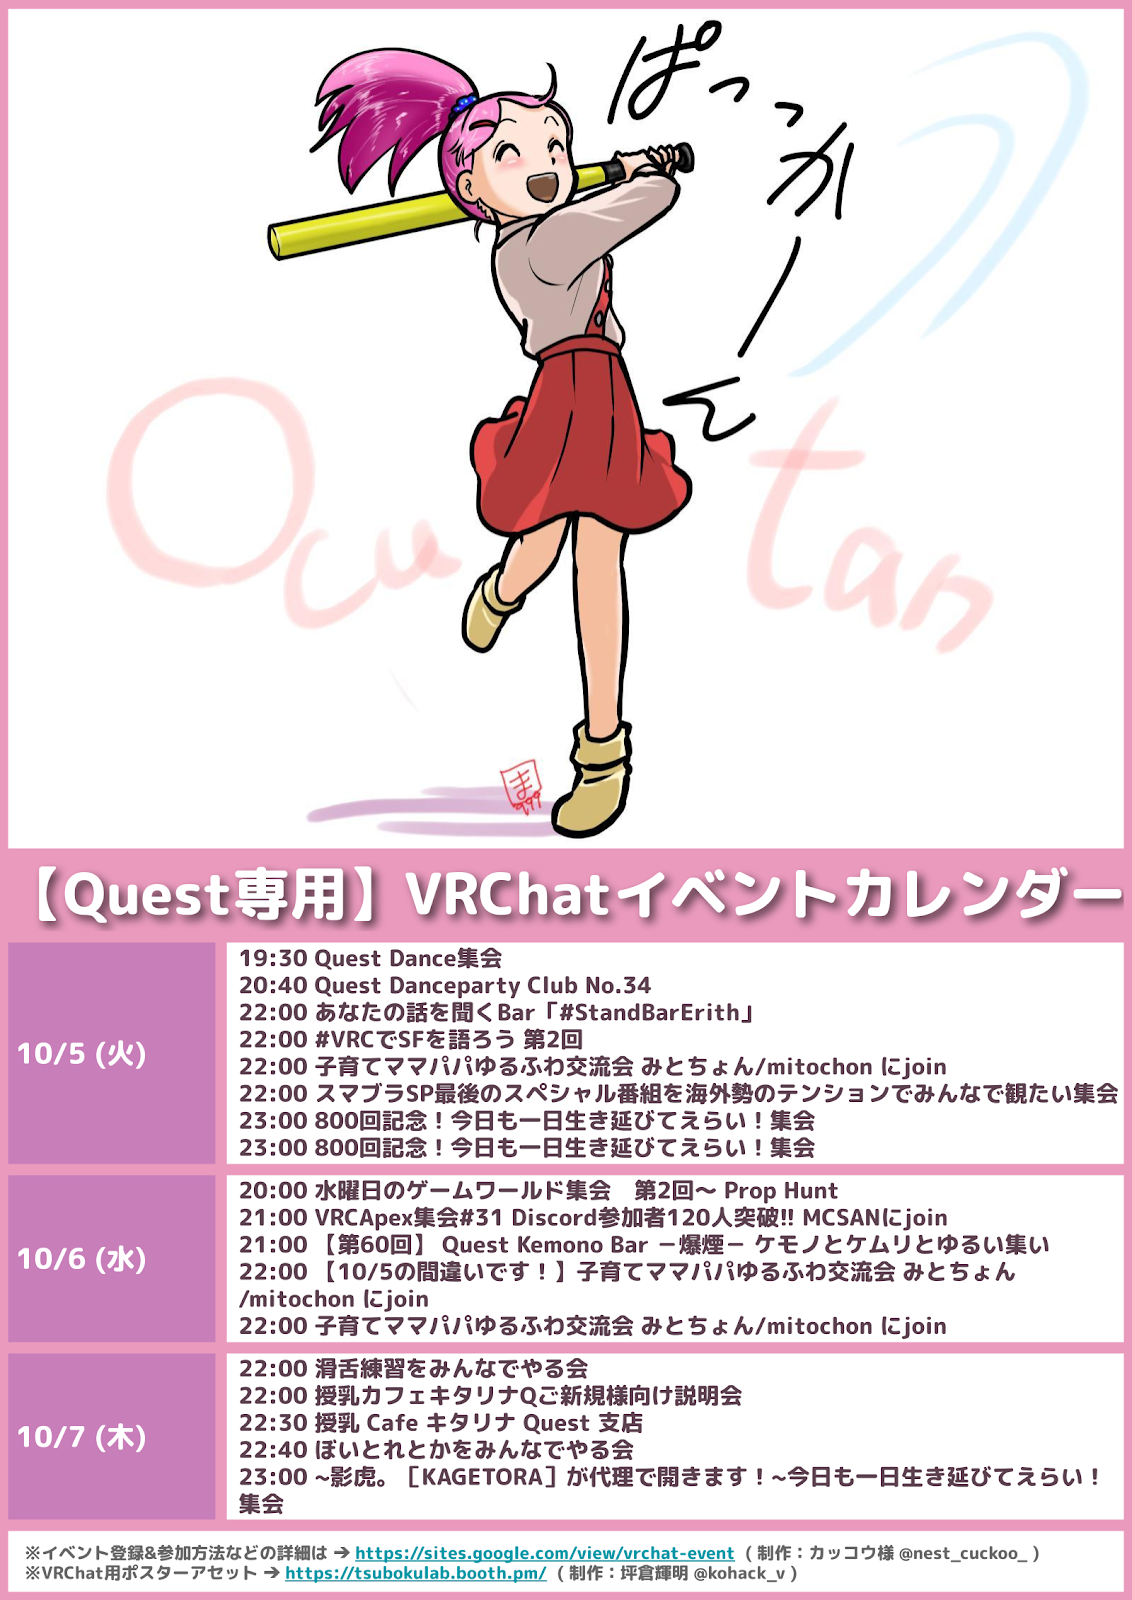 ぱっっかーん
Ocu tan
ま
999
【Quest専用】VRChatイベントカレンダー
10/5 (火)
19:30 Quest Dance集会
20:40 Quest Danceparty Club No.34
22:00 あなたの話を聞くBar「#StandBarErith」
22:00 #VRCでSFを語ろう 第2回
22:00 子育てママパパゆるふわ交流会 みとちょん/mitochon にjoin
22:00 スマブラSP最後のスペシャル番組を海外勢のテンションでみんなで観たい集会
23:00 800回記念！今日も一日生き延びてえらい！集会
23:00 800回記念！今日も一日生き延びてえらい！集会
10/6 (水)
20:00 水曜日のゲームワールド集会　第2回〜 Prop Hunt
21:00 VRCApex集会#31 Discord参加者120人突破!! MCSANにjoin
21:00 【第60回】 Quest Kemono Bar －爆煙－ ケモノとケムリとゆるい集い
22:00 【10/5の間違いです！】子育てママパパゆるふわ交流会 みとちょん
/mitochon にjoin
22:00 子育てママパパゆるふわ交流会 みとちょん/mitochon にjoin
10/7 (木)
22:00 滑舌練習をみんなでやる会
22:00 授乳カフェキタリナQご新規様向け説明会
22:30 授乳 Cafe キタリナ Quest 支店
22:40 ぼいとれとかをみんなでやる会
23:00 ~影虎。［KAGETORA］が代理で開きます！~今日も一日生き延びてえらい！
集会
※イベント登録&参加方法などの詳細は ➔ https://sites.google.com/view/vrchat-event （ 制作：カッコウ様 @nest_cuckoo_ ）
※VRChat用ポスターアセット ➔ https://tsubokulab.booth.pm/ （ 制作：坪倉輝明 @kohack_v ）